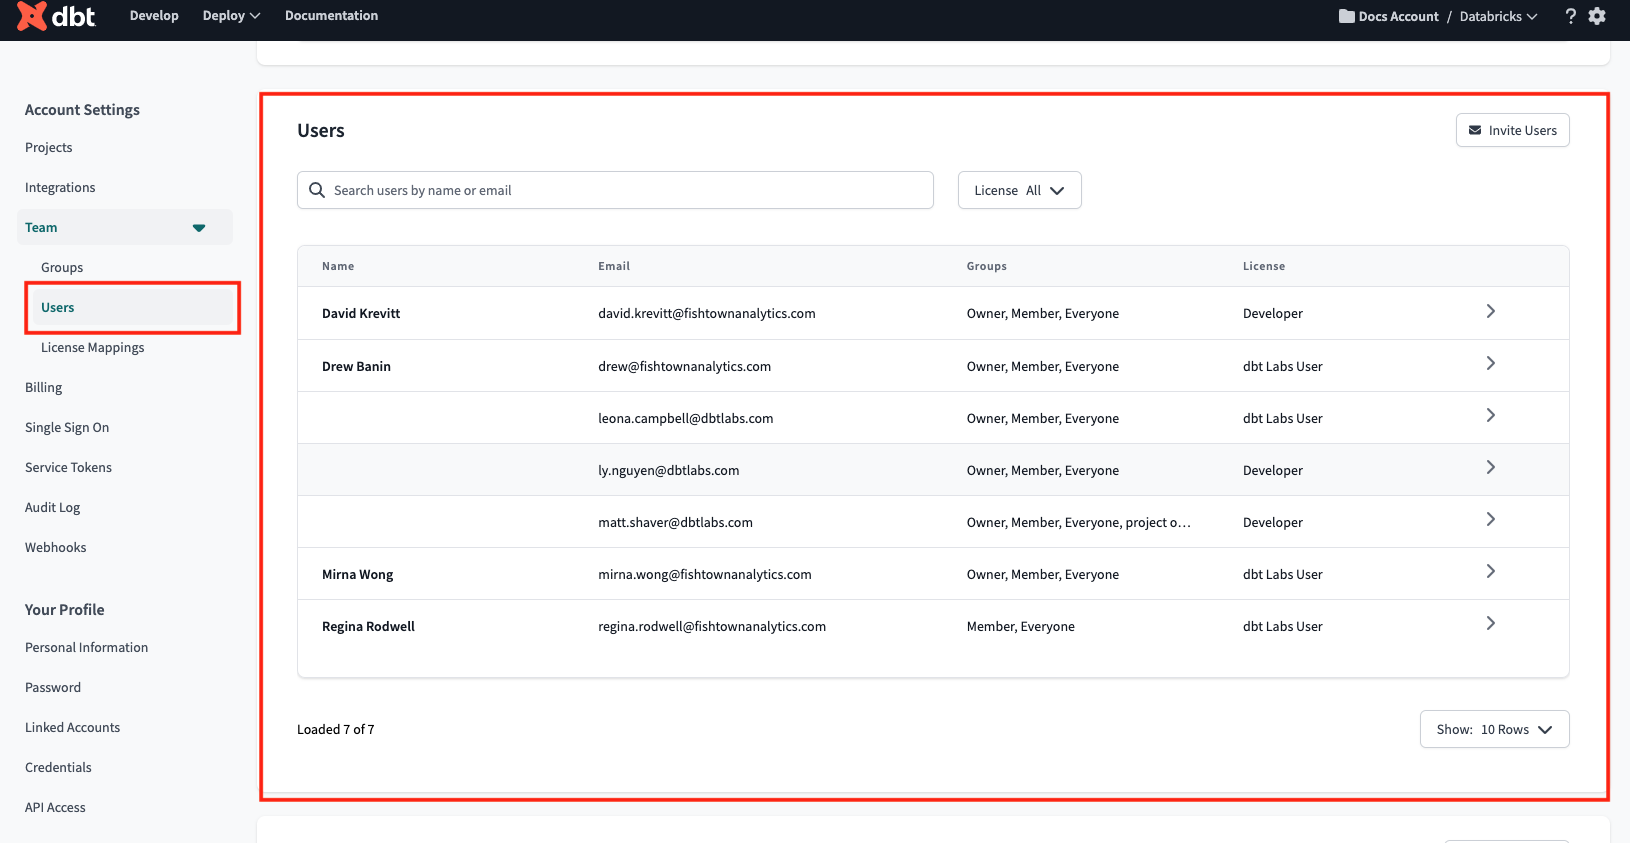 dbt Develop Deploy Documentation Docs Account / Databricks ?
Account Settings
Projects
Integrations
Team
Groups
Users
License Mappings
Billing
Single Sign On
Service Tokens
Audit Log
Webhooks
Your Profile
Personal Information
Password
Linked Accounts
Credentials
API Access
Users
Invite Users
Search users by name or email License All
Name Email Groups License
David Krevitt david.krevitt@fishtownanalytics.com Owner, Member, Everyone Developer
Drew Banin drew@fishtownanalytics.com Owner, Member, Everyone dbt Labs User
leona.campbell@dbtlabs.com Owner, Member, Everyone dbt Labs User
ly.nguyen@dbtlabs.com Owner, Member, Everyone Developer
matt.shaver@dbtlabs.com Owner, Member, Everyone, project o... Developer
Mirna Wong mirna.wong@fishtownanalytics.com Owner, Member, Everyone dbt Labs User
Regina Rodwell regina.rodwell@fishtownanalytics.com Member, Everyone dbt Labs User
Loaded 7 of 7 Show: 10 Rows